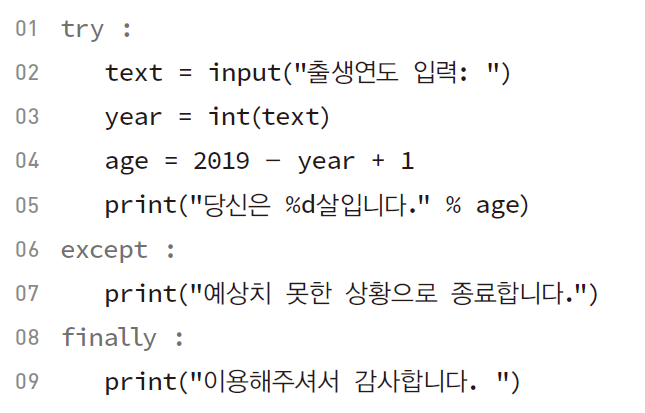 01 try :
02 text = input("출생연도 입력: ")
03 year = int(text)
04 age = 2019 − year + 1
05 print("당신은 %d살입니다." % age)
06 except :
07 print("예상치 못한 상황으로 종료합니다.")
08 finally :
09 print("이용해주셔서 감사합니다. ")